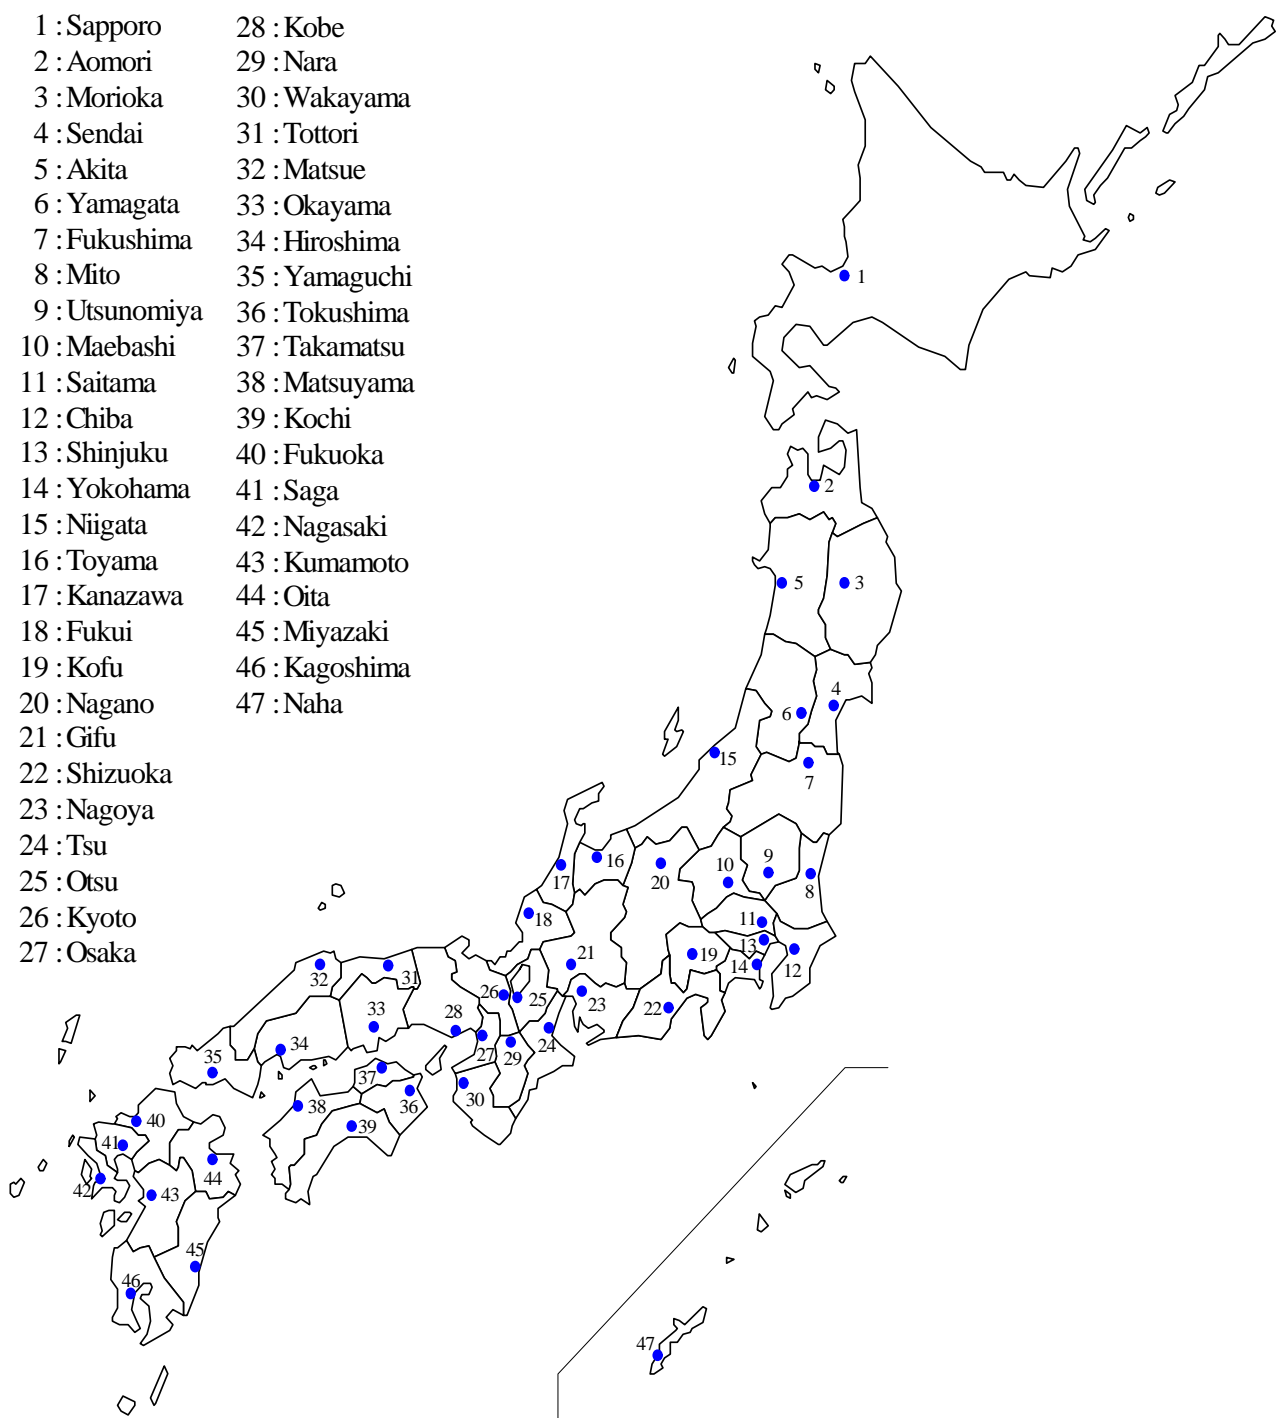 1 : Sapporo
2 : Aomori
3 : Morioka
4 : Sendai
5 : Akita
6 : Yamagata
7 : Fukushima
8 : Mito
9 : Utsunomiya
10 : Maebashi
11 : Saitama
12 : Chiba
13 : Shinjuku
14 : Yokohama
15 : Niigata
16 : Toyama
17 : Kanazawa
18 : Fukui
19 : Kofu
20 : Nagano
21 : Gifu
22 : Shizuoka
23 : Nagoya
24 : Tsu
25 : Otsu
26 : Kyoto
27 : Osaka
28 : Kobe
29 : Nara
30 : Wakayama
31 : Tottori
32 : Matsue
33 : Okayama
34 : Hiroshima
35 : Yamaguchi
36 : Tokushima
37 : Takamatsu
38 : Matsuyama
39 : Kochi
40 : Fukuoka
41 : Saga
42 : Nagasaki
43 : Kumamoto
44 : Oita
45 : Miyazaki
46 : Kagoshima
47 : Naha
1
2
5
3
4
6
15
7
16
9
10
20
17
8
18
11
13
19
12
14
21
32
31
26
25
23
22
33
28
24
34
27
29
35
37
36
30
38
40
39
41
44
42
43
45
46
47